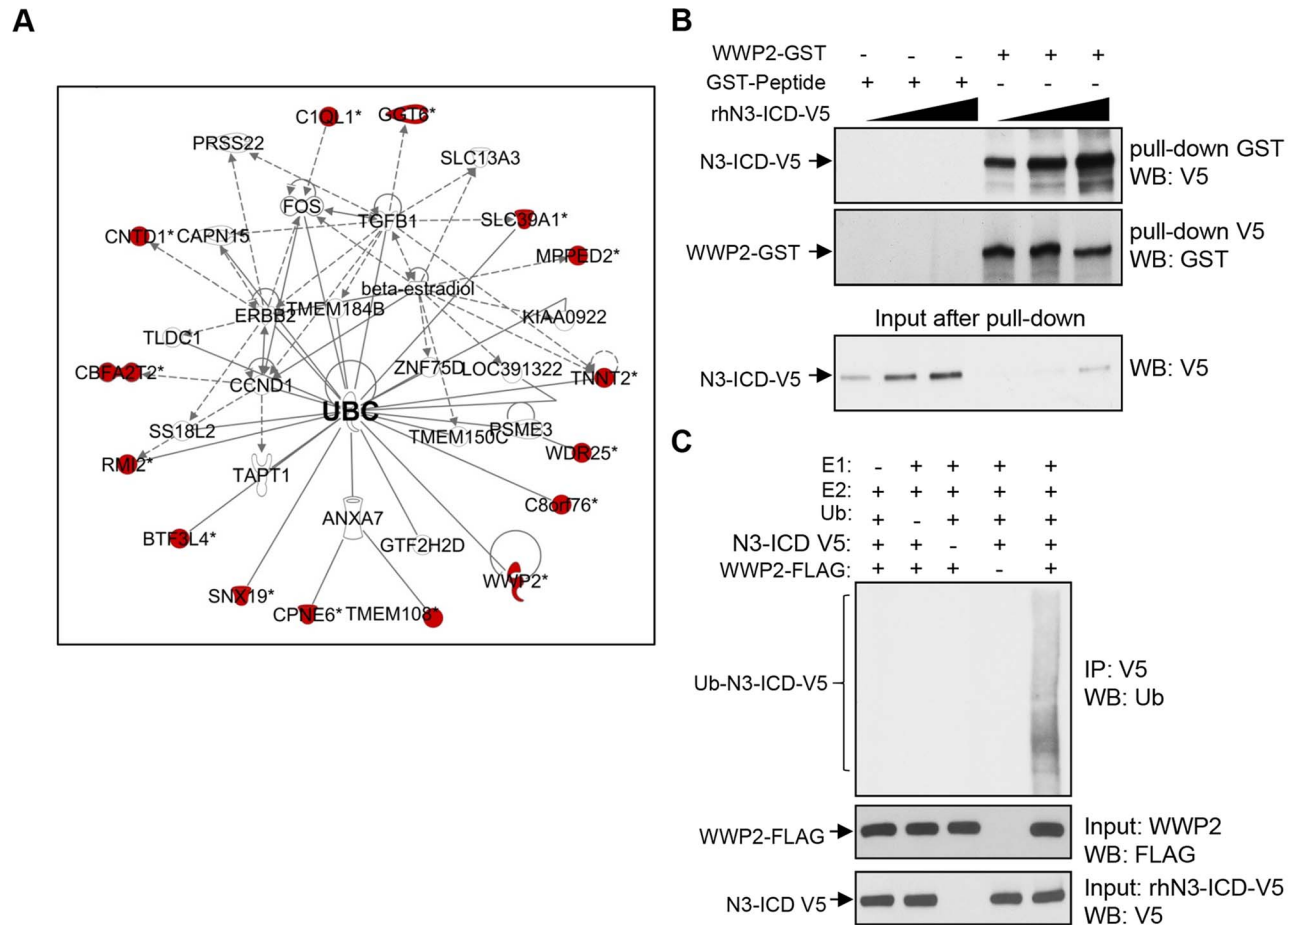 A
C1QL1*
GGT6*
PRSS22
SLC13A3
FOS
TGFB1
SLC39A1*
CNTD1*
CAPN15
MPPED2*
beta-estradiol
ERBB2
TMEM184B
KIAA0922
TLDC1
ZNF75D
LOC391322
CBFA2T2*
CCND1
TNNT2*
UBC
SS18L2
TMEM150C
PSME3
WDR25*
RMI2*
TAPT1
C8orf76*
ANXA7
BTF3L4*
GTF2H2D
WWP2*
SNX19*
CPNE6*
TMEM108*
B
WWP2-GST - - - + + +
GST-Peptide + + + - - -
rhN3-ICD-V5
N3-ICD-V5
pull-down GST
WB: V5
WWP2-GST
pull-down V5
WB: GST
Input after pull-down
N3-ICD-V5
WB: V5
C
E1: - + + + +
E2: + + + + +
Ub: + - + + +
N3-ICD V5: + + - + +
WWP2-FLAG: + + + - +
Ub-N3-ICD-V5
IP: V5
WB: Ub
WWP2-FLAG
Input: WWP2
WB: FLAG
N3-ICD V5
Input: rhN3-ICD-V5
WB: V5